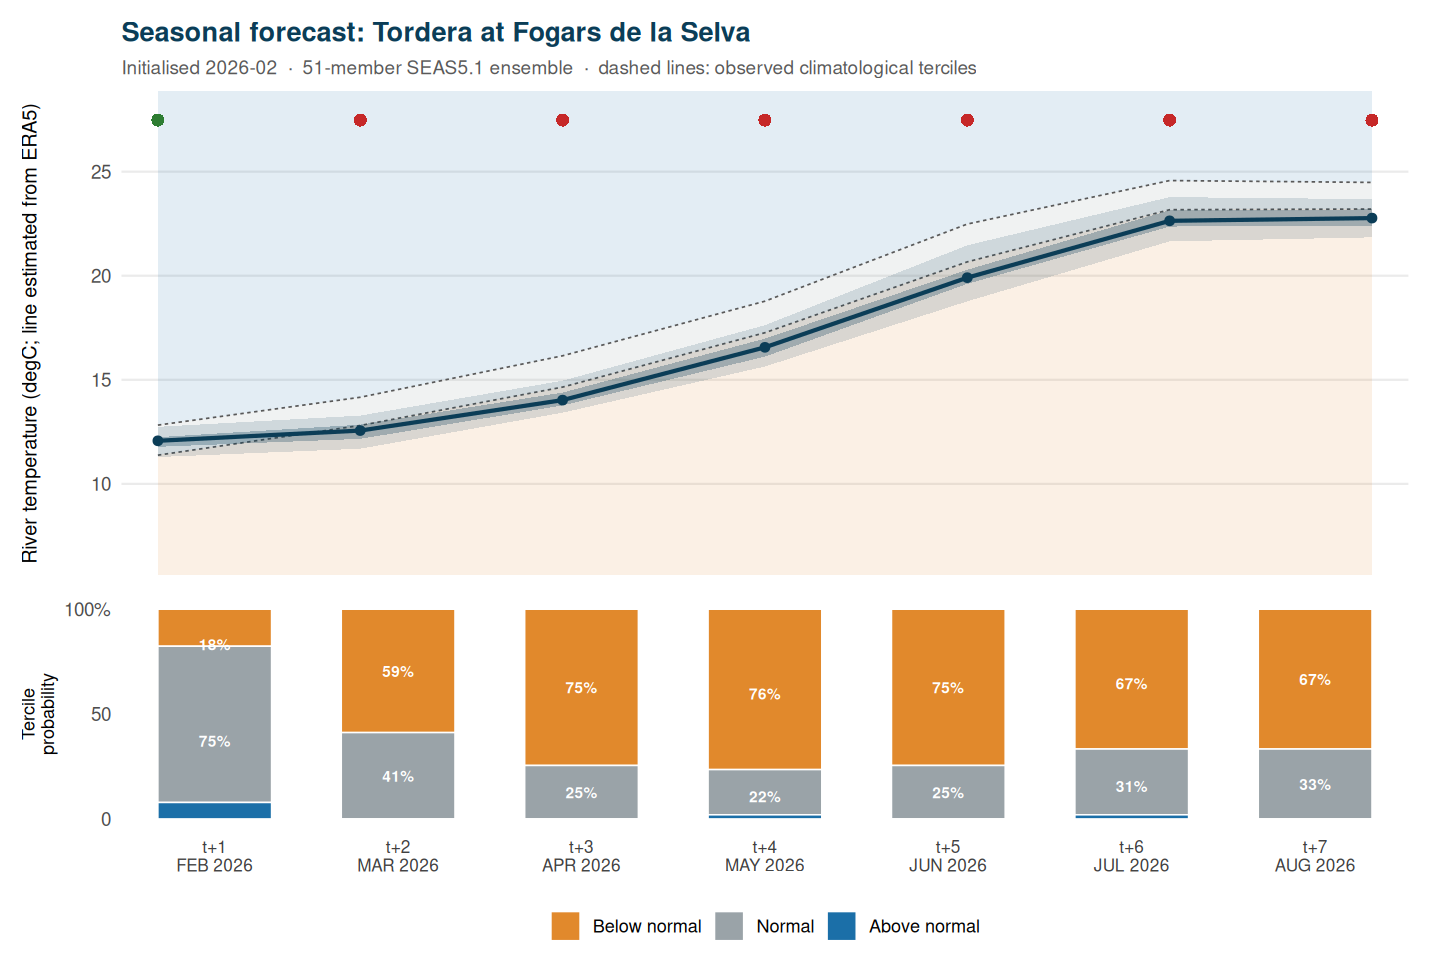 Seasonal forecast: Tordera at Fogars de la Selva
Initialised 2026-02 · 51-member SEAS5.1 ensemble · dashed lines: observed climatological terciles
River temperature (degC; line estimated from ERA5)
25
20
15
10
Tercile
probability
100%
50
0
18%
75%
59%
41%
75%
25%
76%
22%
75%
25%
67%
31%
67%
33%
t+1
FEB 2026
t+2
MAR 2026
t+3
APR 2026
t+4
MAY 2026
t+5
JUN 2026
t+6
JUL 2026
t+7
AUG 2026
Below normal
Normal
Above normal